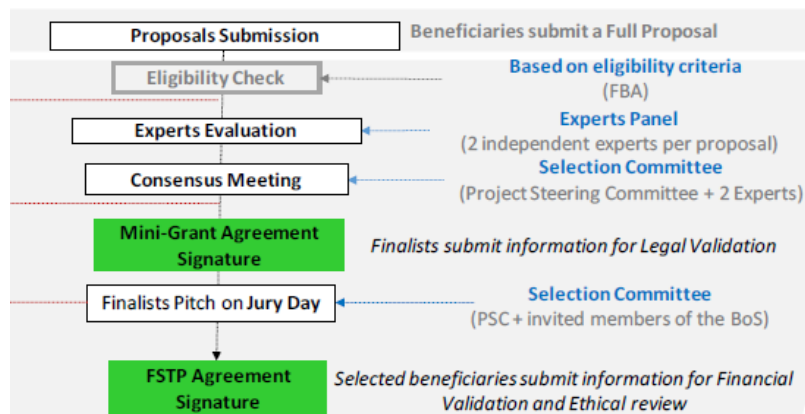 Proposals Submission
Beneficiaries submit a Full Proposal
Eligibility Check
Based on eligibility criteria
(FBA)
Experts Evaluation
Experts Panel
(2 independent experts per proposal)
Consensus Meeting
Selection Committee
(Project Steering Committee + 2 Experts)
Mini-Grant Agreement
Signature
Finalists submit information for Legal Validation
Finalists Pitch on Jury Day
Selection Committee
(PSC + invited members of the BoS)
FSTP Agreement
Signature
Selected beneficiaries submit information for Financial
Validation and Ethical review